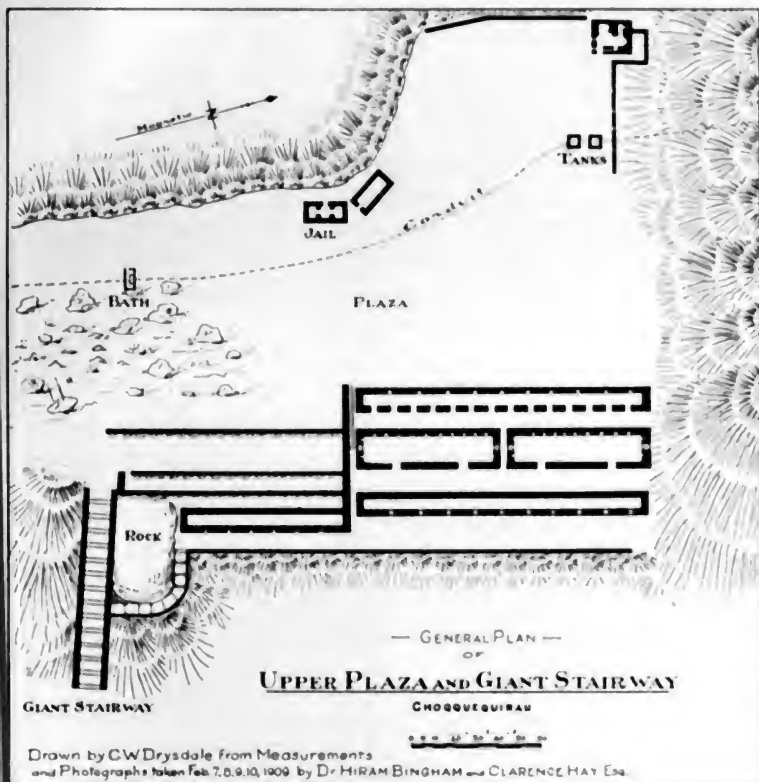 Magnetic N
TANKS
Conduit
JAIL
BATH
PLAZA
ROCK
— GENERAL PLAN —
OF
UPPER PLAZA AND GIANT STAIRWAY
CHOQQUEQUIRAU
GIANT STAIRWAY
Drawn by C.W Drysdale from Measurements
and Photographs taken Feb. 7,8,9,10, 1909 by Dr HIRAM BINGHAM and CLARENCE HAY Esq.